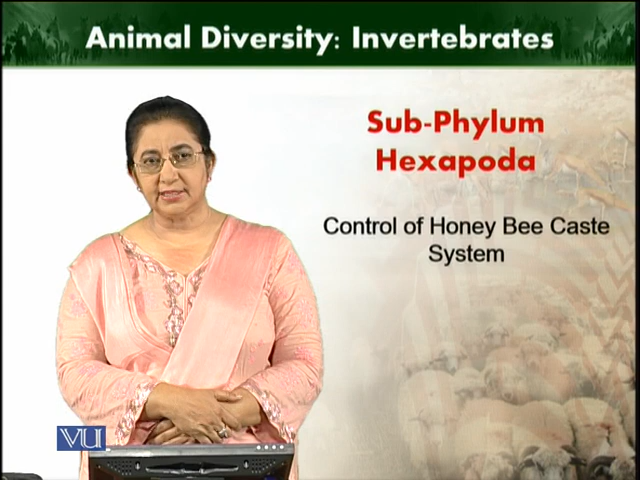 Animal Diversity: Invertebrates
Sub-Phylum
Hexapoda
Control of Honey Bee Caste
System
VU